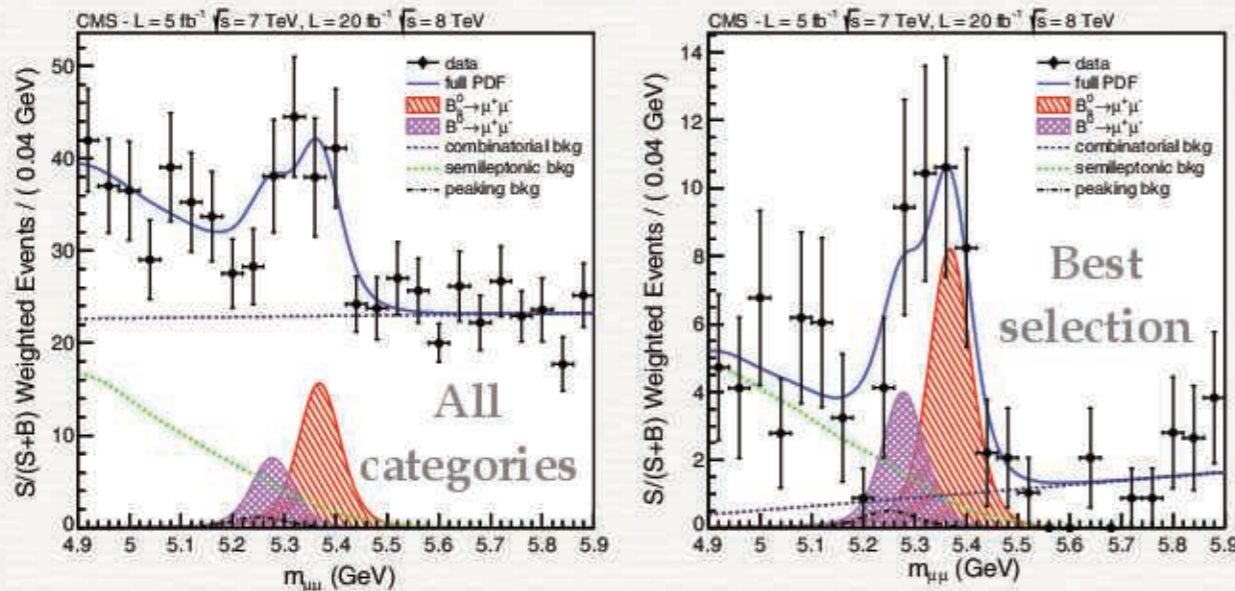 CMS - L = 5 fb⁻¹ √s = 7 TeV, L = 20 fb⁻¹ √s = 8 TeV
S/(S+B) Weighted Events / ( 0.04 GeV)
50
40
30
20
10
0
data
full PDF
B⁰ₛ→μ⁺μ⁻
B⁰→μ⁺μ⁻
combinatorial bkg
semileptonic bkg
peaking bkg
All
categories
4.9 5 5.1 5.2 5.3 5.4 5.5 5.6 5.7 5.8 5.9
m_μμ (GeV)
CMS - L = 5 fb⁻¹ √s = 7 TeV, L = 20 fb⁻¹ √s = 8 TeV
S/(S+B) Weighted Events / ( 0.04 GeV)
14
12
10
8
6
4
2
0
data
full PDF
B⁰ₛ→μ⁺μ⁻
B⁰→μ⁺μ⁻
combinatorial bkg
semileptonic bkg
peaking bkg
Best
selection
4.9 5 5.1 5.2 5.3 5.4 5.5 5.6 5.7 5.8 5.9
m_μμ (GeV)